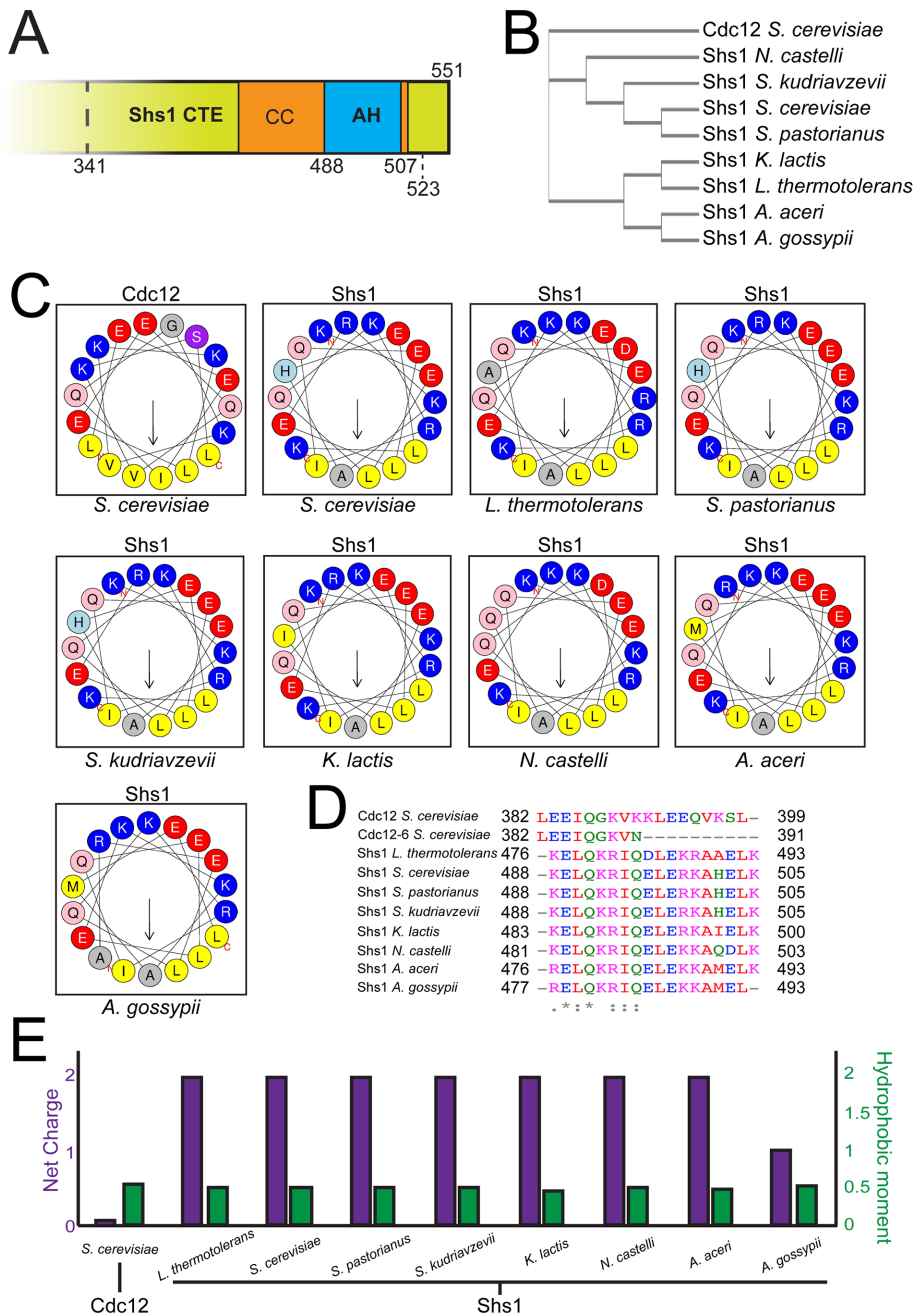 A
Shs1 CTE
CC
AH
551
341
488
507
523
B
Cdc12 S. cerevisiae
Shs1 N. castelli
Shs1 S. kudriavzevii
Shs1 S. cerevisiae
Shs1 S. pastorianus
Shs1 K. lactis
Shs1 L. thermotolerans
Shs1 A. aceri
Shs1 A. gossypii
C
Cdc12
K K E E G S K E Q K L L I V V L E Q
N C
S. cerevisiae
Shs1
Q K R K E E E K R L L L A I K E Q H
N C
S. cerevisiae
Shs1
Q K K K E D E R R L L L A I K E Q A
N C
L. thermotolerans
Shs1
Q K R K E E E K R L L L A I K E Q H
N C
S. pastorianus
Shs1
Q K R K E E E K R L L L A I K E Q H
N C
S. kudriavzevii
Shs1
Q K R K E E E K R L L L A I K E Q I
N C
K. lactis
Shs1
Q K K K D E E K R L L L A I K E Q Q
N C
N. castelli
Shs1
Q R K K E E E K R L L L A I K E Q M
N C
A. aceri
Shs1
Q R K K E E E K R L L L A I A E Q M
N C
A. gossypii
D
Cdc12 S. cerevisiae 382 LEEIQGKVKKLEEQVKSL– 399
Cdc12-6 S. cerevisiae 382 LEEIQGKVN–––––––––– 391
Shs1 L. thermotolerans 476 –KELQKRIQDLEKRAAELK 493
Shs1 S. cerevisiae 488 –KELQKRIQELERKAHELK 505
Shs1 S. pastorianus 488 –KELQKRIQELERKAHELK 505
Shs1 S. kudriavzevii 488 –KELQKRIQELERKAHELK 505
Shs1 K. lactis 483 –KELQKRIQELEKRAIELK 500
Shs1 N. castelli 481 –KELQKRIQELEKKAQDLK 503
Shs1 A. aceri 476 –RELQKRIQELEKKAMELK 493
Shs1 A. gossypii 477 –RELQKRIQELEKKAMEL– 493
.*:* :::
E
Net Charge
2
1
0
Hydrophobic moment
2
1.5
1
0.5
0
S. cerevisiae
L. thermotolerans
S. cerevisiae
S. pastorianus
S. kudriavzevii
K. lactis
N. castelli
A. aceri
A. gossypii
Cdc12
Shs1